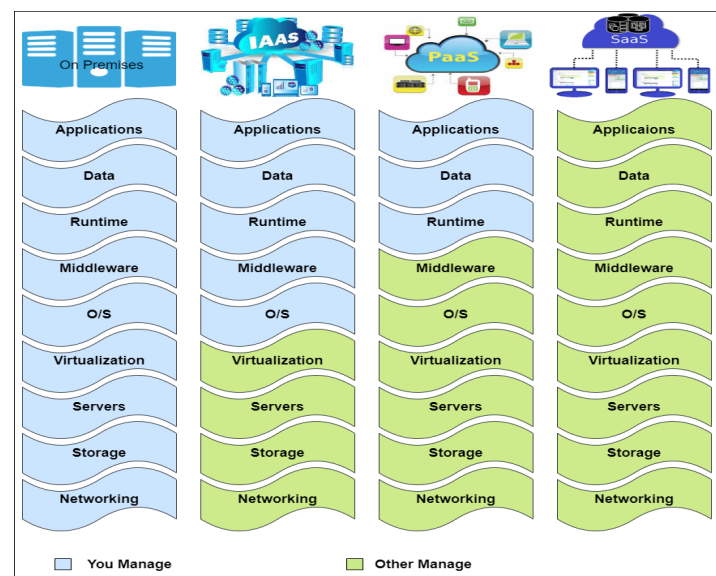 On Premises
IAAS
PaaS
SaaS
Applications Applications Applications Applicaions
Data Data Data Data
Runtime Runtime Runtime Runtime
Middleware Middleware Middleware Middleware
O/S O/S O/S O/S
Virtualization Virtualization Virtualization Virtualization
Servers Servers Servers Servers
Storage Storage Storage Storage
Networking Networking Networking Networking
You Manage Other Manage